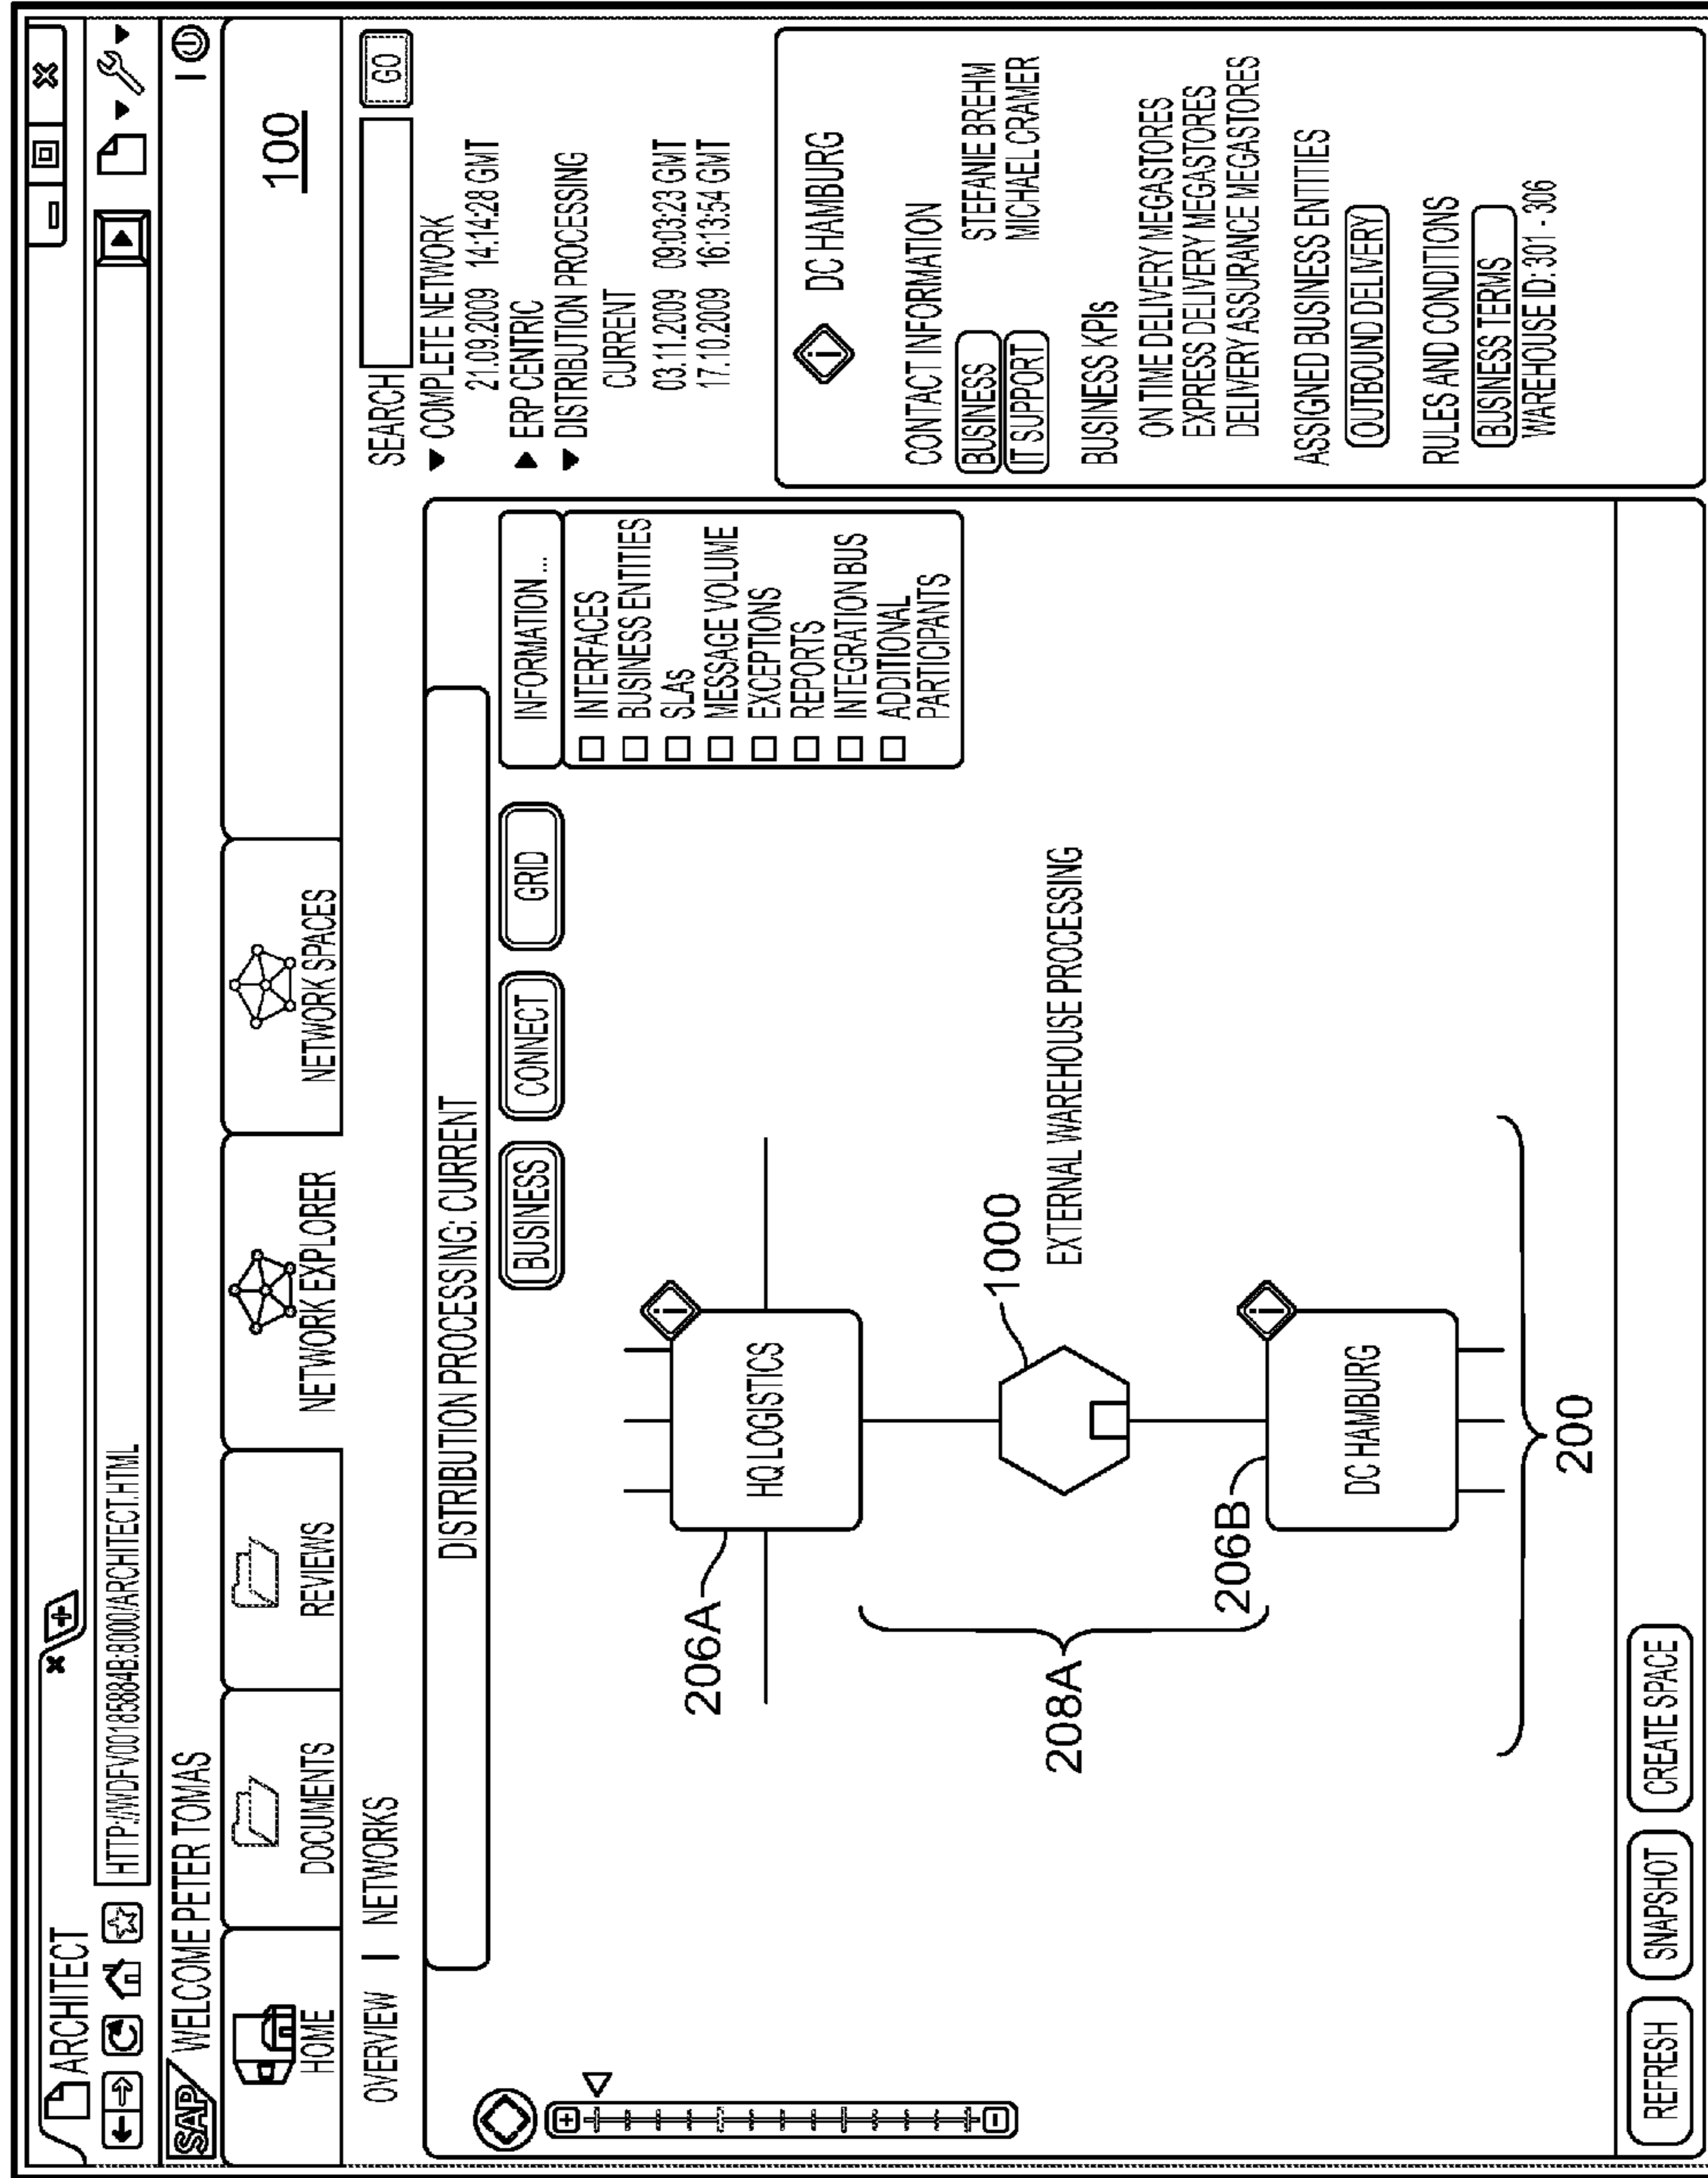 ARCHITECT
HTTP://WDFV0018584B:8000/ARCHITECT.HTML
SAP WELCOME PETER TOMAS
HOME
DOCUMENTS
REVIEWS
NETWORK EXPLORER
NETWORK SPACES
100
OVERVIEW | NETWORKS
SEARCH
GO
DISTRIBUTION PROCESSING: CURRENT
BUSINESS
CONNECT
GRID
INFORMATION...
INTERFACES
BUSINESS ENTITIES
SLAS
MESSAGE VOLUME
EXCEPTIONS
REPORTS
INTEGRATION BUS
ADDITIONAL
PARTICIPANTS
206A
HQ LOGISTICS
208A
1000
EXTERNAL WAREHOUSE PROCESSING
206B
DC HAMBURG
200
COMPLETE NETWORK
21.09.2009 14:14:28 GMT
ERP CENTRIC
DISTRIBUTION PROCESSING
CURRENT
03.11.2009 09:03:23 GMT
17.10.2009 16:13:54 GMT
DC HAMBURG
CONTACT INFORMATION
BUSINESS STEFANIE BREHM
IT SUPPORT MICHAEL CRAMER
BUSINESS KPIs
ON TIME DELIVERY MEGASTORES
EXPRESS DELIVERY MEGASTORES
DELIVERY ASSURANCE MEGASTORES
ASSIGNED BUSINESS ENTITIES
OUTBOUND DELIVERY
RULES AND CONDITIONS
BUSINESS TERMS
WAREHOUSE ID: 301 - 306
REFRESH
SNAPSHOT
CREATE SPACE